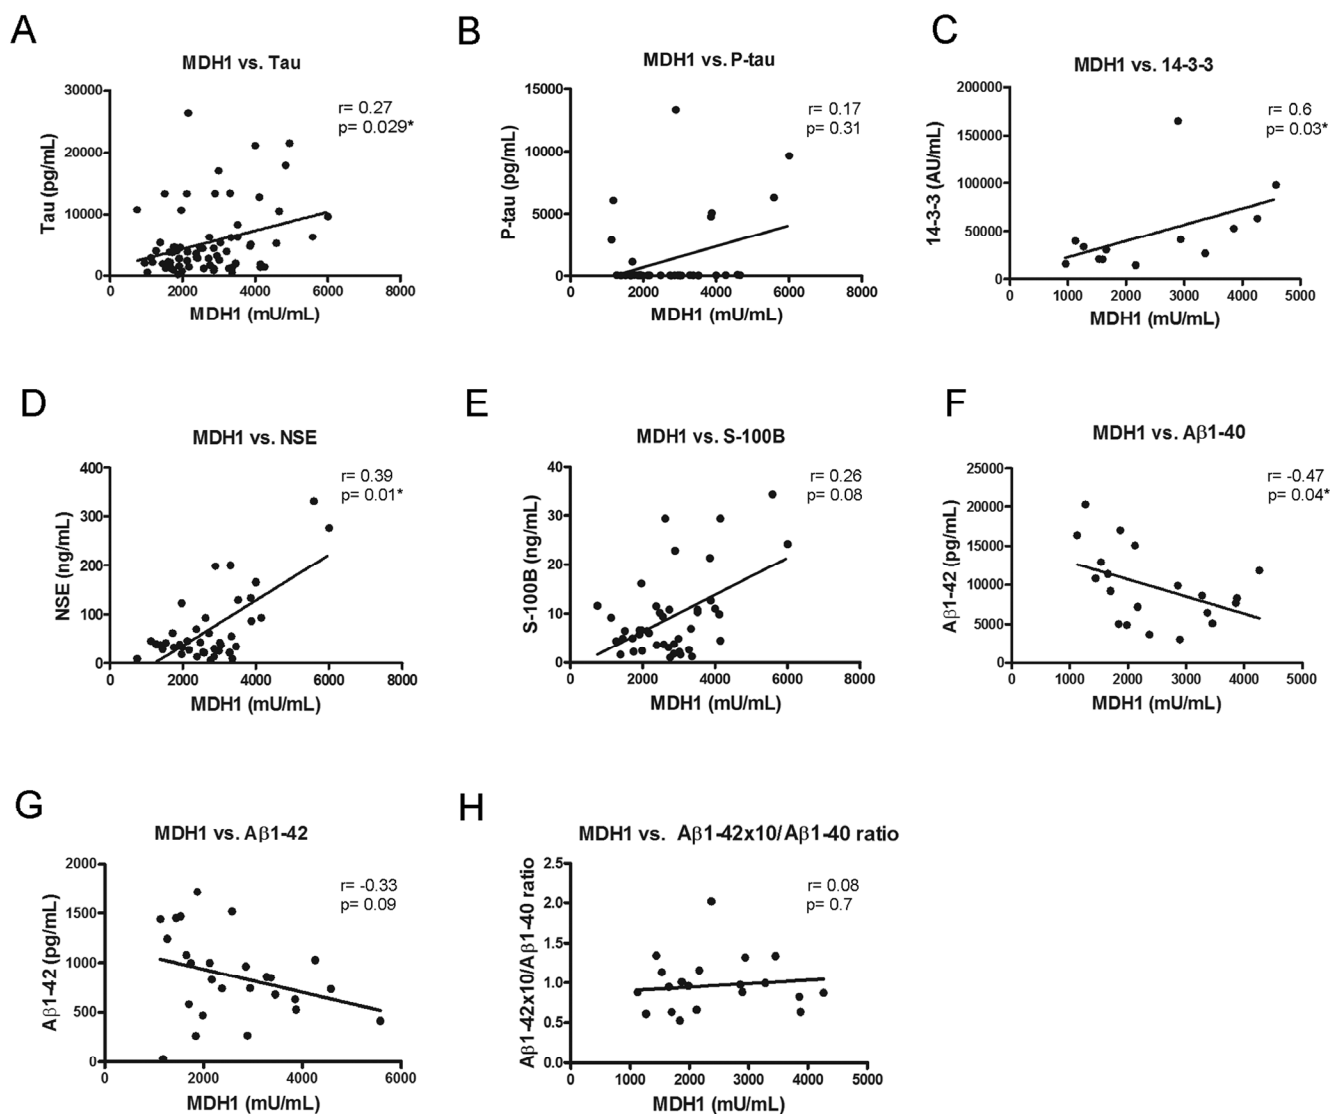 A
MDH1 vs. Tau
r= 0.27
p= 0.029*
Tau (pg/mL)
30000
20000
10000
0
0 2000 4000 6000 8000
MDH1 (mU/mL)
B
MDH1 vs. P-tau
r= 0.17
p= 0.31
P-tau (pg/mL)
15000
10000
5000
0
0 2000 4000 6000 8000
MDH1 (mU/mL)
C
MDH1 vs. 14-3-3
r= 0.6
p= 0.03*
14-3-3 (AU/mL)
200000
150000
100000
50000
0
0 1000 2000 3000 4000 5000
MDH1 (mU/mL)
D
MDH1 vs. NSE
r= 0.39
p= 0.01*
NSE (ng/mL)
400
300
200
100
0
0 2000 4000 6000 8000
MDH1 (mU/mL)
E
MDH1 vs. S-100B
r= 0.26
p= 0.08
S-100B (ng/mL)
40
30
20
10
0
0 2000 4000 6000 8000
MDH1 (mU/mL)
F
MDH1 vs. Aβ1-40
r= -0.47
p= 0.04*
Aβ1-42 (pg/mL)
25000
20000
15000
10000
5000
0
0 1000 2000 3000 4000 5000
MDH1 (mU/mL)
G
MDH1 vs. Aβ1-42
r= -0.33
p= 0.09
Aβ1-42 (pg/mL)
2000
1500
1000
500
0
0 2000 4000 6000
MDH1 (mU/mL)
H
MDH1 vs. Aβ1-42x10/Aβ1-40 ratio
r= 0.08
p= 0.7
Aβ1-42x10/Aβ1-40 ratio
2.5
2.0
1.5
1.0
0.5
0.0
0 1000 2000 3000 4000 5000
MDH1 (mU/mL)